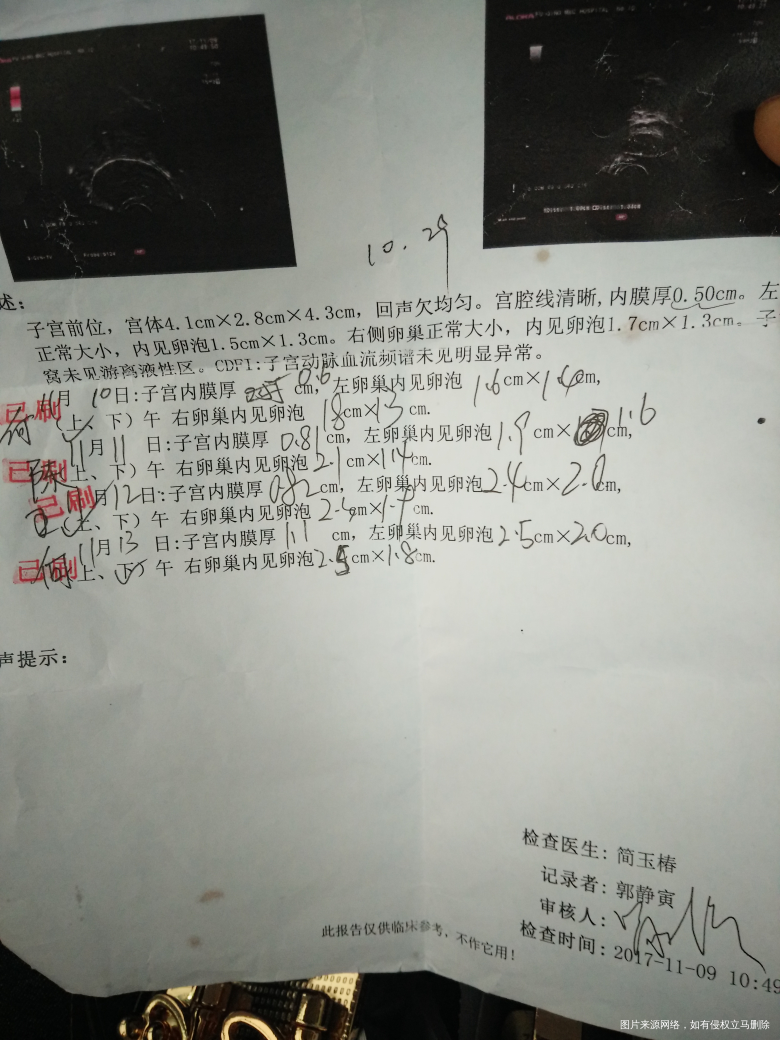 10.29
述：
子宫前位，宫体4.1cm×2.8cm×4.3cm，回声欠均匀。宫腔线清晰,内膜厚0.50cm。左
正常大小，内见卵泡1.5cm×1.3cm。右侧卵巢正常大小，内见卵泡1.7cm×1.3cm。子
窝未见游离液性区。CDFI:子宫动脉血流频谱未见明显异常。
已刷 11月 10日:子宫内膜厚 0.6 cm，左卵巢内见卵泡 1.6cm×1.4cm,
（上、下）午 右卵巢内见卵泡 1.8cm×1.3 cm.
11月11 日:子宫内膜厚 0.81cm，左卵巢内见卵泡 1.9 cm× 1.6 cm,
已刷 上、下）午 右卵巢内见卵泡2.1cm×1.4cm.
已刷 月12日:子宫内膜厚0.82cm，左卵巢内见卵泡2.4cm×2.0cm,
（上、下）午 右卵巢内见卵泡 2.4cm×1.7cm.
11月13 日:子宫内膜厚 1.1 cm，左卵巢内见卵泡2.5cm×2.0cm,
已刷 上、下）午 右卵巢内见卵泡2.5cm×1.8cm.
声提示：
检查医生：简玉椿
记录者：郭静寅
审核人：
检查时间：2017-11-09 10:49
此报告仅供临床参考，不作它用！
图片来源网络，如有侵权立马删除